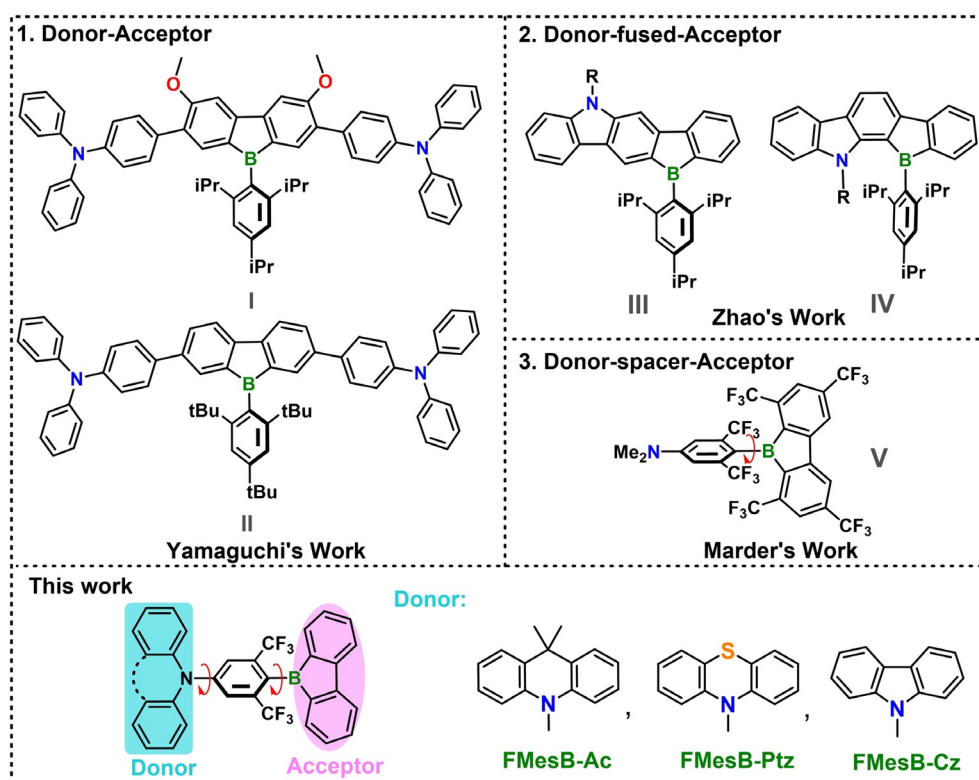 1. Donor-Acceptor
O
O
N
N
B
iPr
iPr
iPr
I
N
N
B
tBu
tBu
tBu
II
Yamaguchi's Work
2. Donor-fused-Acceptor
R
N
B
iPr
iPr
iPr
III
N
R
B
iPr
iPr
iPr
IV
Zhao's Work
3. Donor-spacer-Acceptor
Me2N
CF3
CF3
B
F3C
CF3
F3C
CF3
V
Marder's Work
This work
N
CF3
CF3
B
Donor
Acceptor
Donor:
N
,
FMesB-Ac
S
N
,
FMesB-Ptz
N
FMesB-Cz